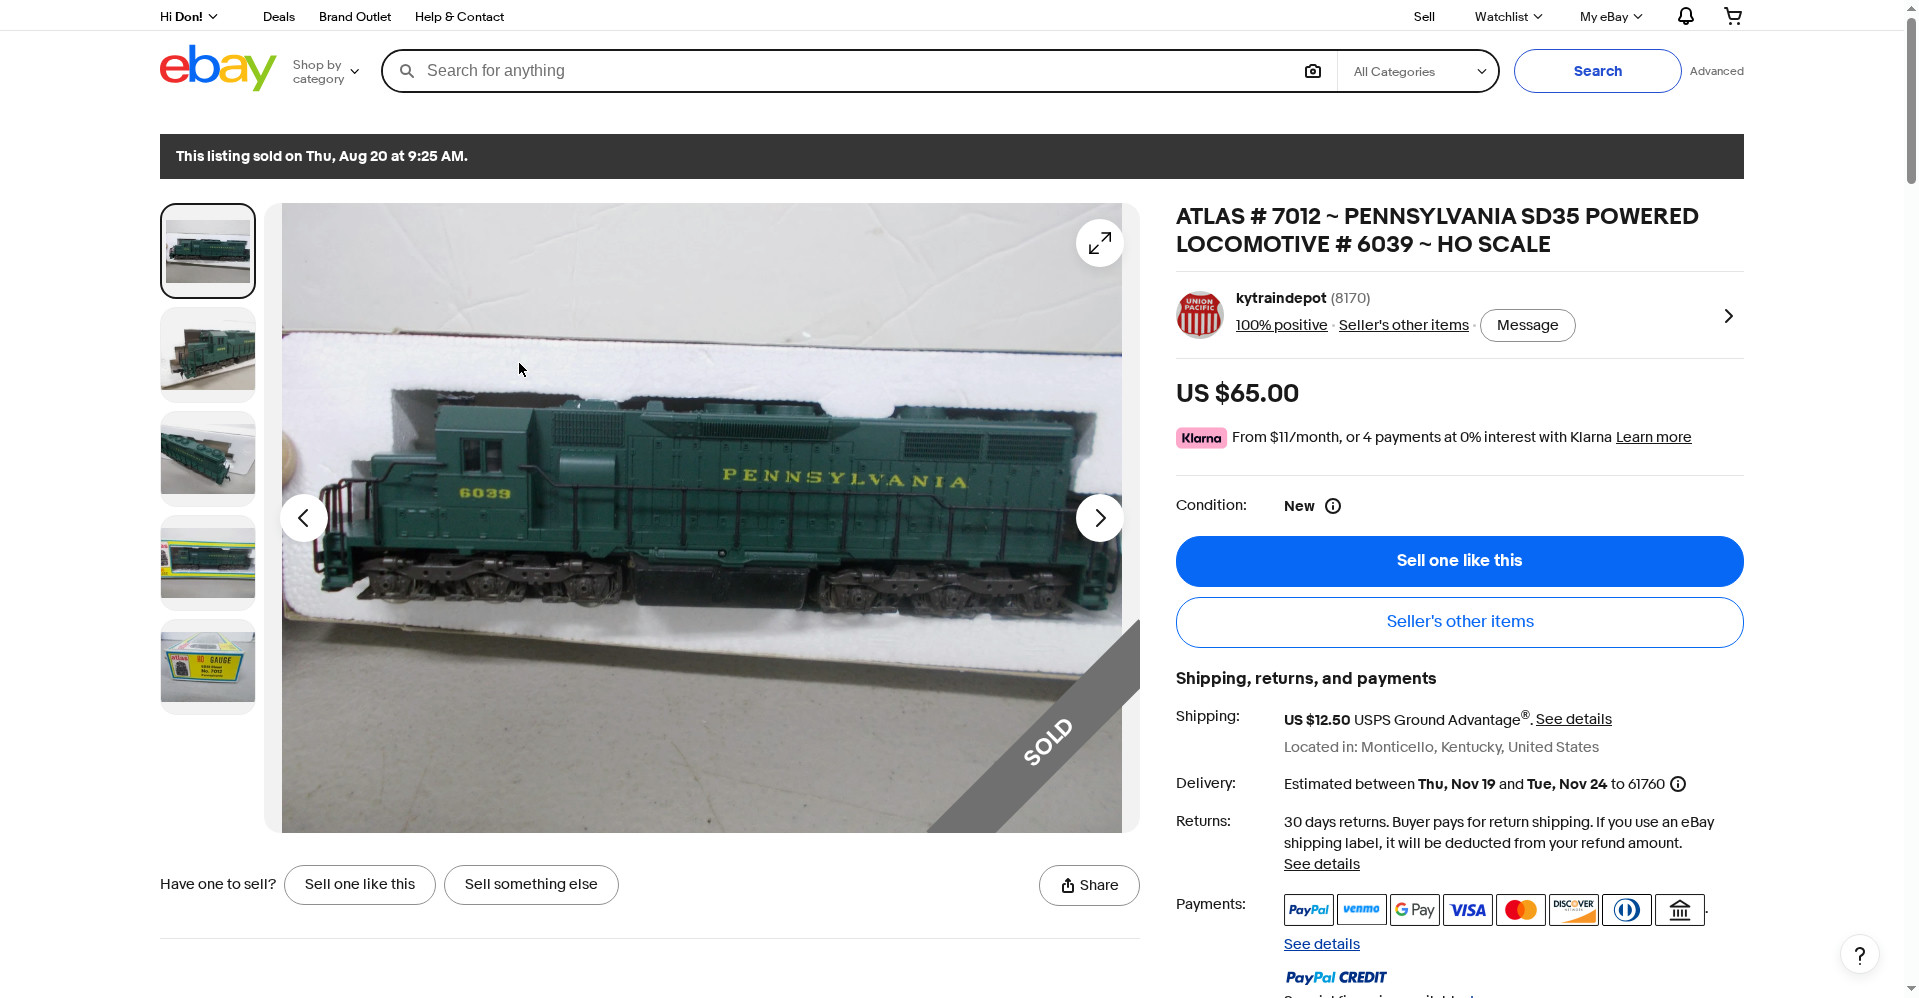 Hi Don!
Deals
Brand Outlet
Help & Contact
Sell
Watchlist
My eBay
ebay
Shop by
category
Search for anything
All Categories
Search
Advanced
This listing sold on Thu, Aug 20 at 9:25 AM.
PENNSYLVANIA
6039
SOLD
atlas
HO GAUGE
No. 7012
ATLAS # 7012 ~ PENNSYLVANIA SD35 POWERED
LOCOMOTIVE # 6039 ~ HO SCALE
UNION
PACIFIC
kytraindepot (8170)
100% positive · Seller's other items · Message
US $65.00
Klarna From $11/month, or 4 payments at 0% interest with Klarna Learn more
Condition: New
Sell one like this
Seller's other items
Shipping, returns, and payments
Shipping: US $12.50 USPS Ground Advantage®. See details
Located in: Monticello, Kentucky, United States
Delivery: Estimated between Thu, Nov 19 and Tue, Nov 24 to 61760
Returns: 30 days returns. Buyer pays for return shipping. If you use an eBay
shipping label, it will be deducted from your refund amount.
See details
Payments: PayPal venmo G Pay VISA DISCOVER
See details
PayPal CREDIT
Have one to sell? Sell one like this Sell something else
Share
?